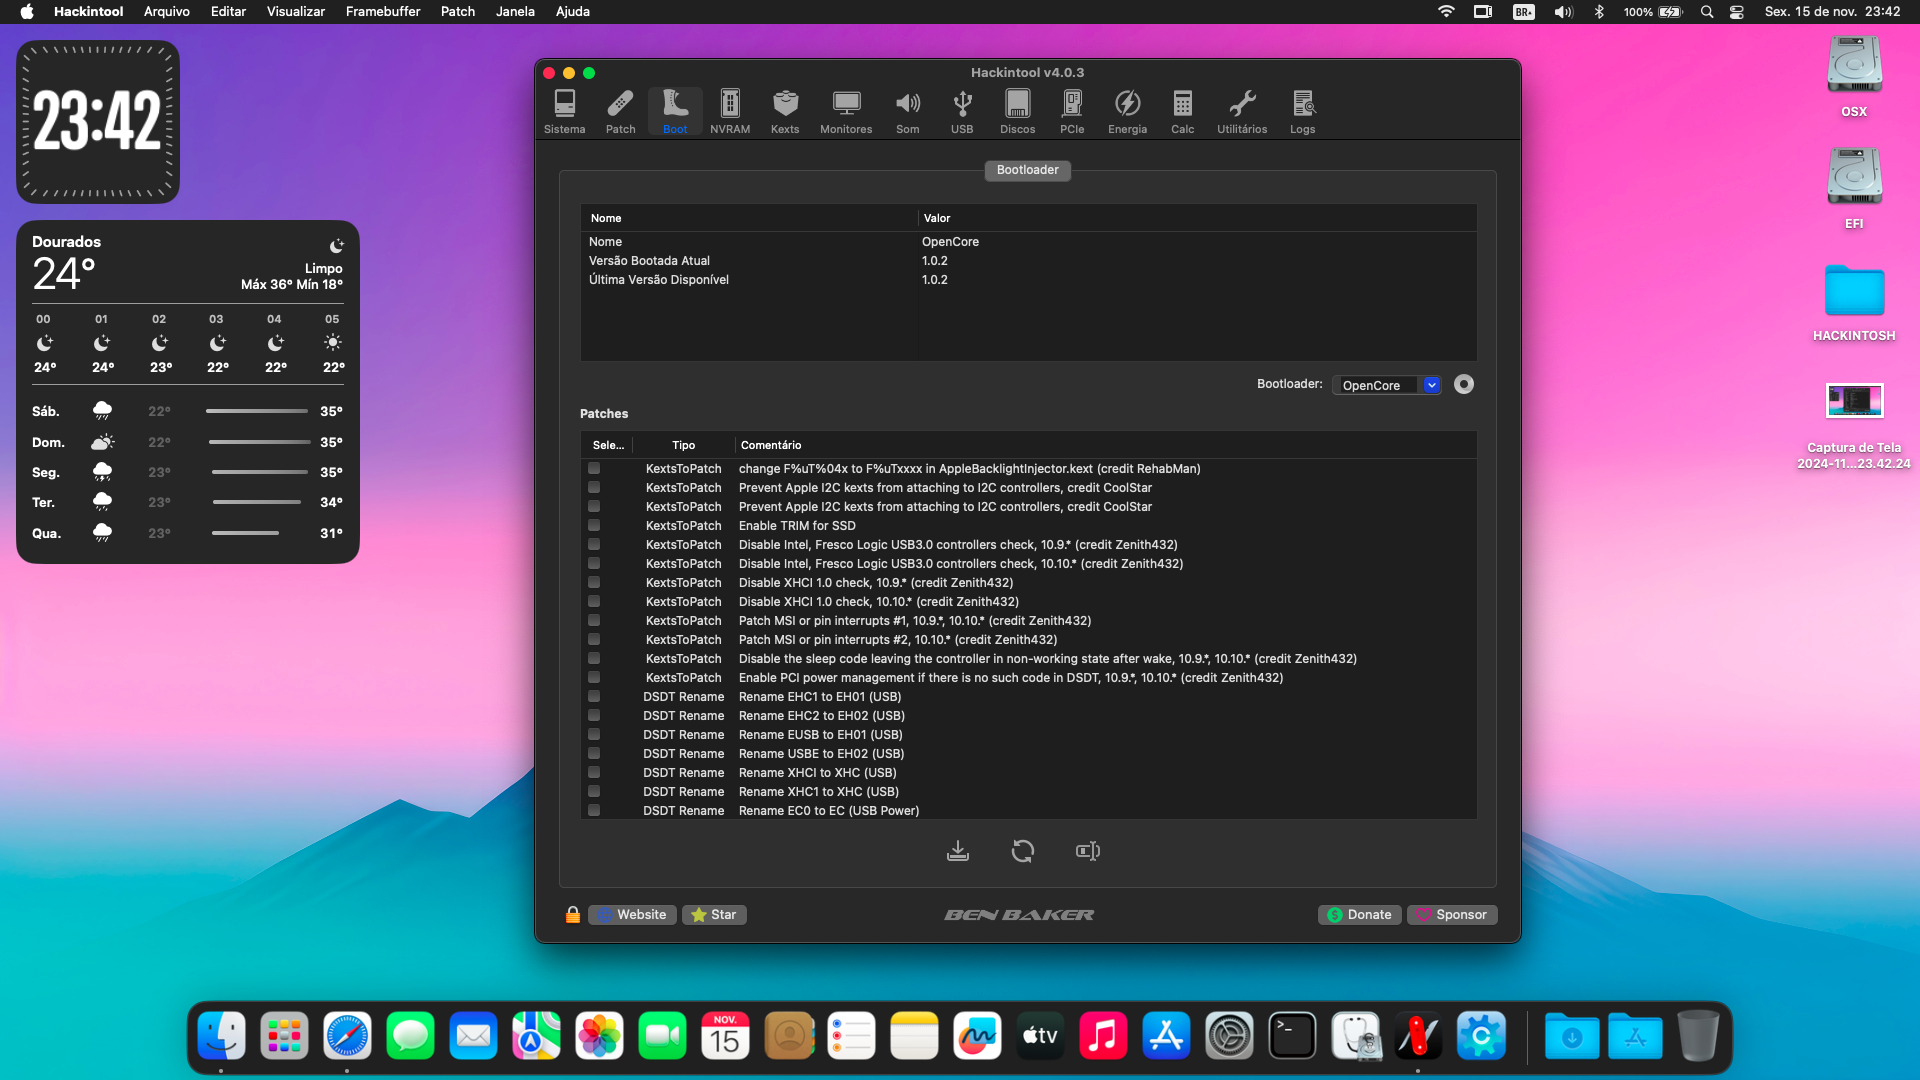 Hackintool Arquivo Editar Visualizar Framebuffer Patch Janela Ajuda
BR 100% Sex. 15 de nov. 23:42
23:42
Dourados
24°
Limpo
Máx 36° Mín 18°
00 01 02 03 04 05
24° 24° 23° 22° 22° 22°
Sáb. 22° 35°
Dom. 22° 35°
Seg. 23° 35°
Ter. 23° 34°
Qua. 23° 31°
Hackintool v4.0.3
Sistema Patch Boot NVRAM Kexts Monitores Som USB Discos PCIe Energia Calc Utilitários Logs
Bootloader
Nome Valor
Nome OpenCore
Versão Bootada Atual 1.0.2
Última Versão Disponível 1.0.2
Bootloader: OpenCore
Patches
Sele... Tipo Comentário
KextsToPatch change F%uT%04x to F%uTxxxx in AppleBacklightInjector.kext (credit RehabMan)
KextsToPatch Prevent Apple I2C kexts from attaching to I2C controllers, credit CoolStar
KextsToPatch Prevent Apple I2C kexts from attaching to I2C controllers, credit CoolStar
KextsToPatch Enable TRIM for SSD
KextsToPatch Disable Intel, Fresco Logic USB3.0 controllers check, 10.9.* (credit Zenith432)
KextsToPatch Disable Intel, Fresco Logic USB3.0 controllers check, 10.10.* (credit Zenith432)
KextsToPatch Disable XHCI 1.0 check, 10.9.* (credit Zenith432)
KextsToPatch Disable XHCI 1.0 check, 10.10.* (credit Zenith432)
KextsToPatch Patch MSI or pin interrupts #1, 10.9.*, 10.10.* (credit Zenith432)
KextsToPatch Patch MSI or pin interrupts #2, 10.10.* (credit Zenith432)
KextsToPatch Disable the sleep code leaving the controller in non-working state after wake, 10.9.*, 10.10.* (credit Zenith432)
KextsToPatch Enable PCI power management if there is no such code in DSDT, 10.9.*, 10.10.* (credit Zenith432)
DSDT Rename Rename EHC1 to EH01 (USB)
DSDT Rename Rename EHC2 to EH02 (USB)
DSDT Rename Rename EUSB to EH01 (USB)
DSDT Rename Rename USBE to EH02 (USB)
DSDT Rename Rename XHCI to XHC (USB)
DSDT Rename Rename XHC1 to XHC (USB)
DSDT Rename Rename EC0 to EC (USB Power)
Website Star BEN BAKER Donate Sponsor
OSX
EFI
HACKINTOSH
Captura de Tela
2024-11...23.42.24
NOV.
15
tv